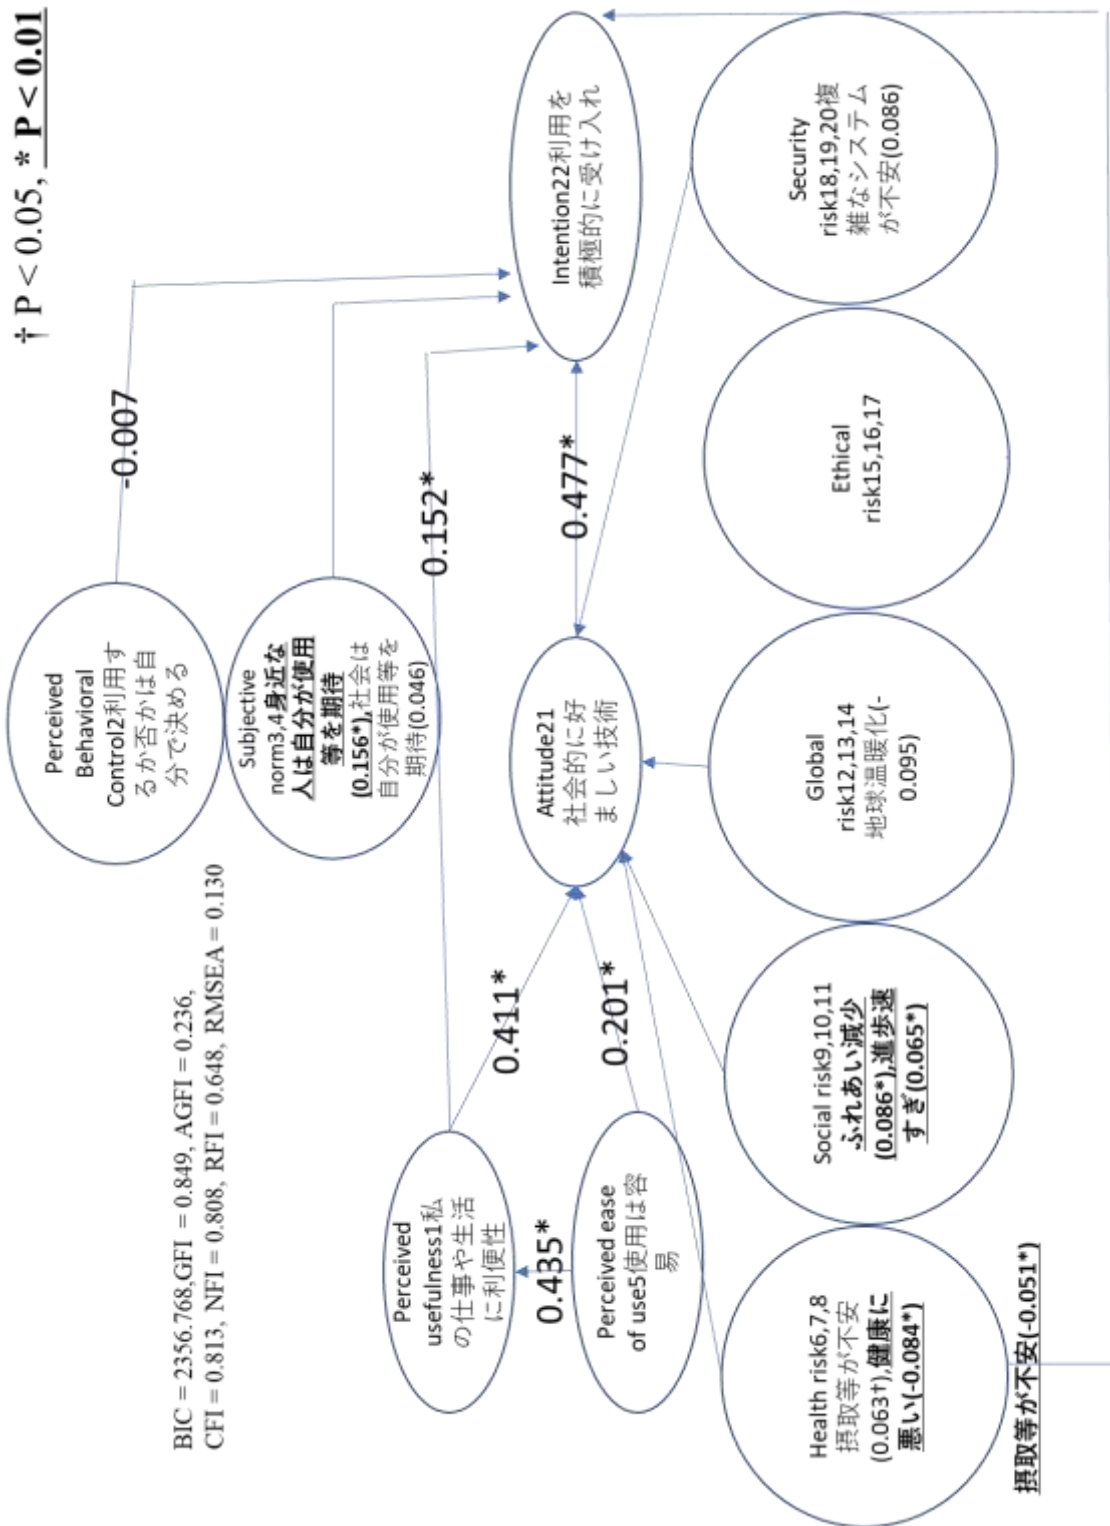 † P < 0.05, * P < 0.01
BIC = 2356.768,GFI = 0.849, AGFI = 0.236,
CFI = 0.813, NFI = 0.808, RFI = 0.648, RMSEA = 0.130
Perceived
Behavioral
Control2利用す
るか否かは自
分で決める
-0.007
Subjective
norm3,4身近な
人は自分が使用
等を期待
(0.156*),社会は
自分が使用等を
期待(0.046)
0.152*
Perceived
usefulness1私
の仕事や生活
に利便性
0.411*
0.435*
Perceived ease
of use5使用は容
易
0.201*
Attitude21
社会的に好
ましい技術
0.477*
Intention22利用を
積極的に受け入れ
Health risk6,7,8
摂取等が不安
(0.063†),健康に
悪い(-0.084*)
Social risk9,10,11
ふれあい減少
(0.086*),進歩速
すぎ(0.065*)
Global
risk12,13,14
地球温暖化(-
0.095)
Ethical
risk15,16,17
Security
risk18,19,20複
雑なシステム
が不安(0.086)
摂取等が不安(-0.051*)